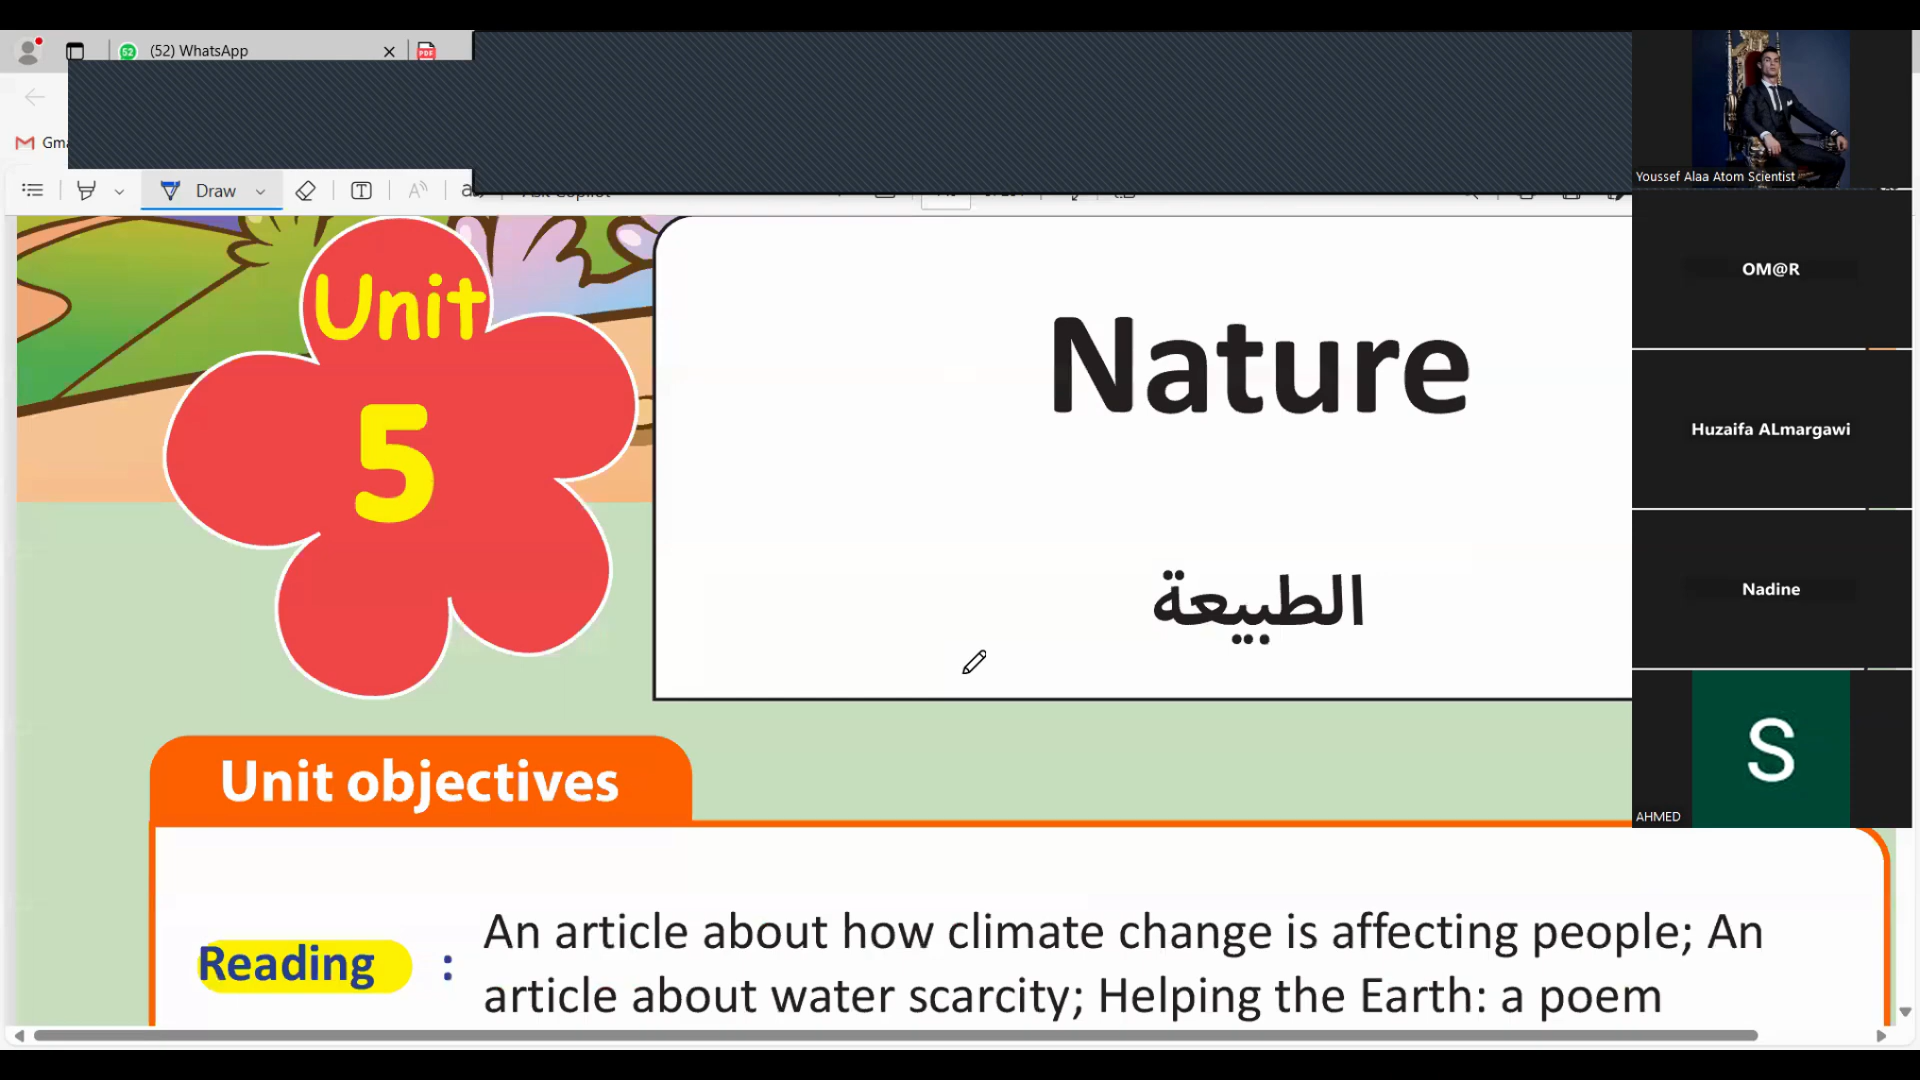 (52) WhatsApp
Gma
Draw
Youssef Alaa Atom Scientist
OM@R
Huzaifa ALmargawi
Nadine
S
AHMED
Unit
5
Nature
الطبيعة
Unit objectives
Reading :
An article about how climate change is affecting people; An
article about water scarcity; Helping the Earth: a poem